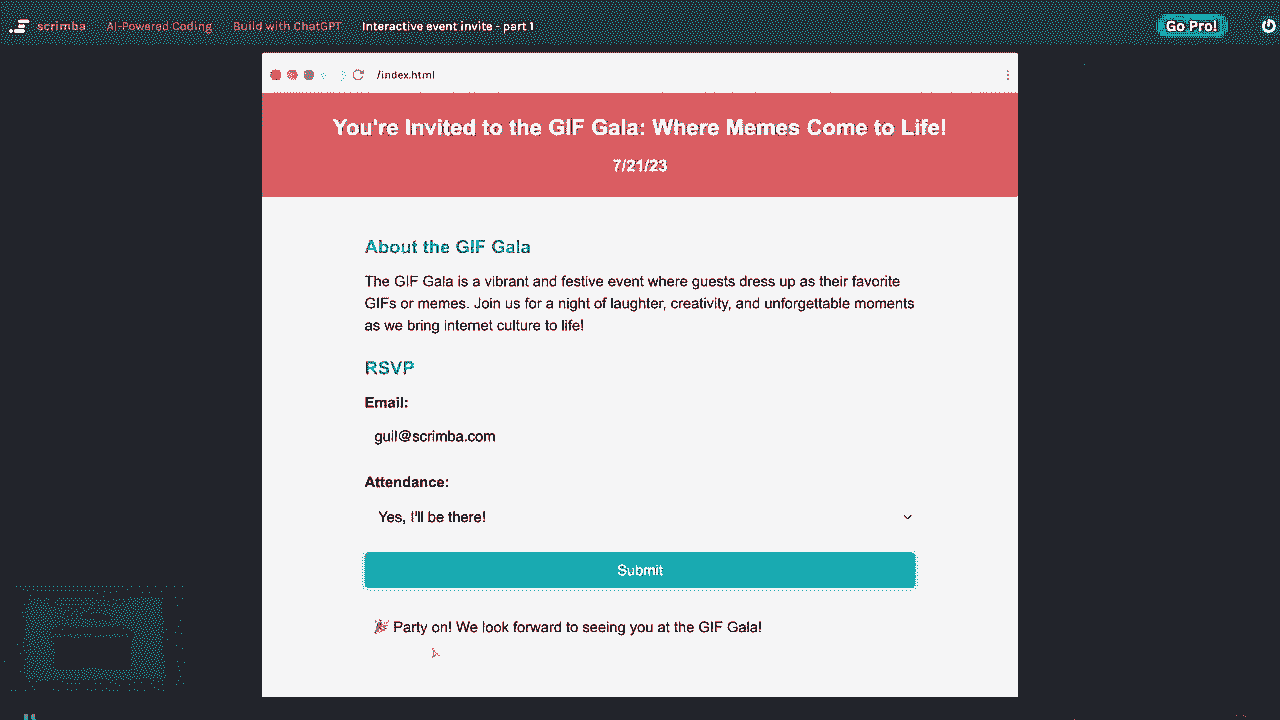 scrimba AI-Powered Coding Build with ChatGPT Interactive event invite - part 1 Go Pro!
/index.html
You're Invited to the GIF Gala: Where Memes Come to Life!
7/21/23
About the GIF Gala
The GIF Gala is a vibrant and festive event where guests dress up as their favorite
GIFs or memes. Join us for a night of laughter, creativity, and unforgettable moments
as we bring internet culture to life!
RSVP
Email:
guil@scrimba.com
Attendance:
Yes, I'll be there!
Submit
🎉 Party on! We look forward to seeing you at the GIF Gala!